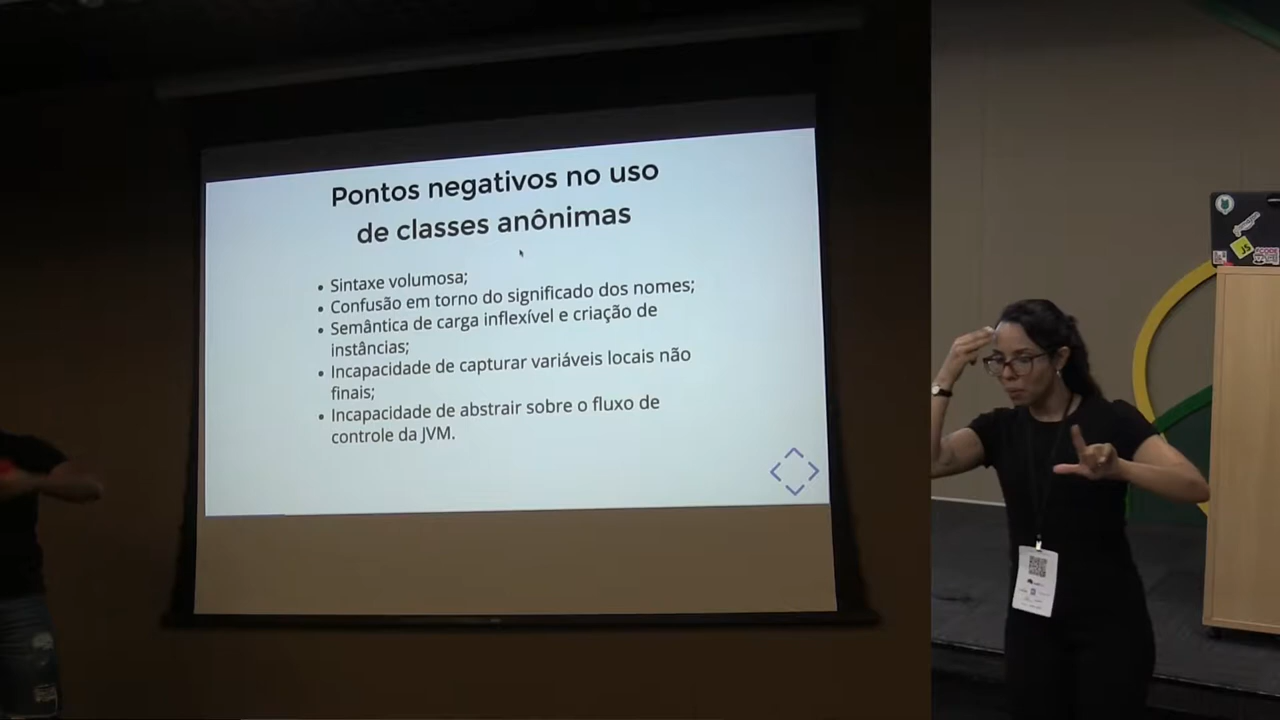 Pontos negativos no uso
de classes anônimas
• Sintaxe volumosa;
• Confusão em torno do significado dos nomes;
• Semântica de carga inflexível e criação de
instâncias;
• Incapacidade de capturar variáveis locais não
finais;
• Incapacidade de abstrair sobre o fluxo de
controle da JVM.
JS